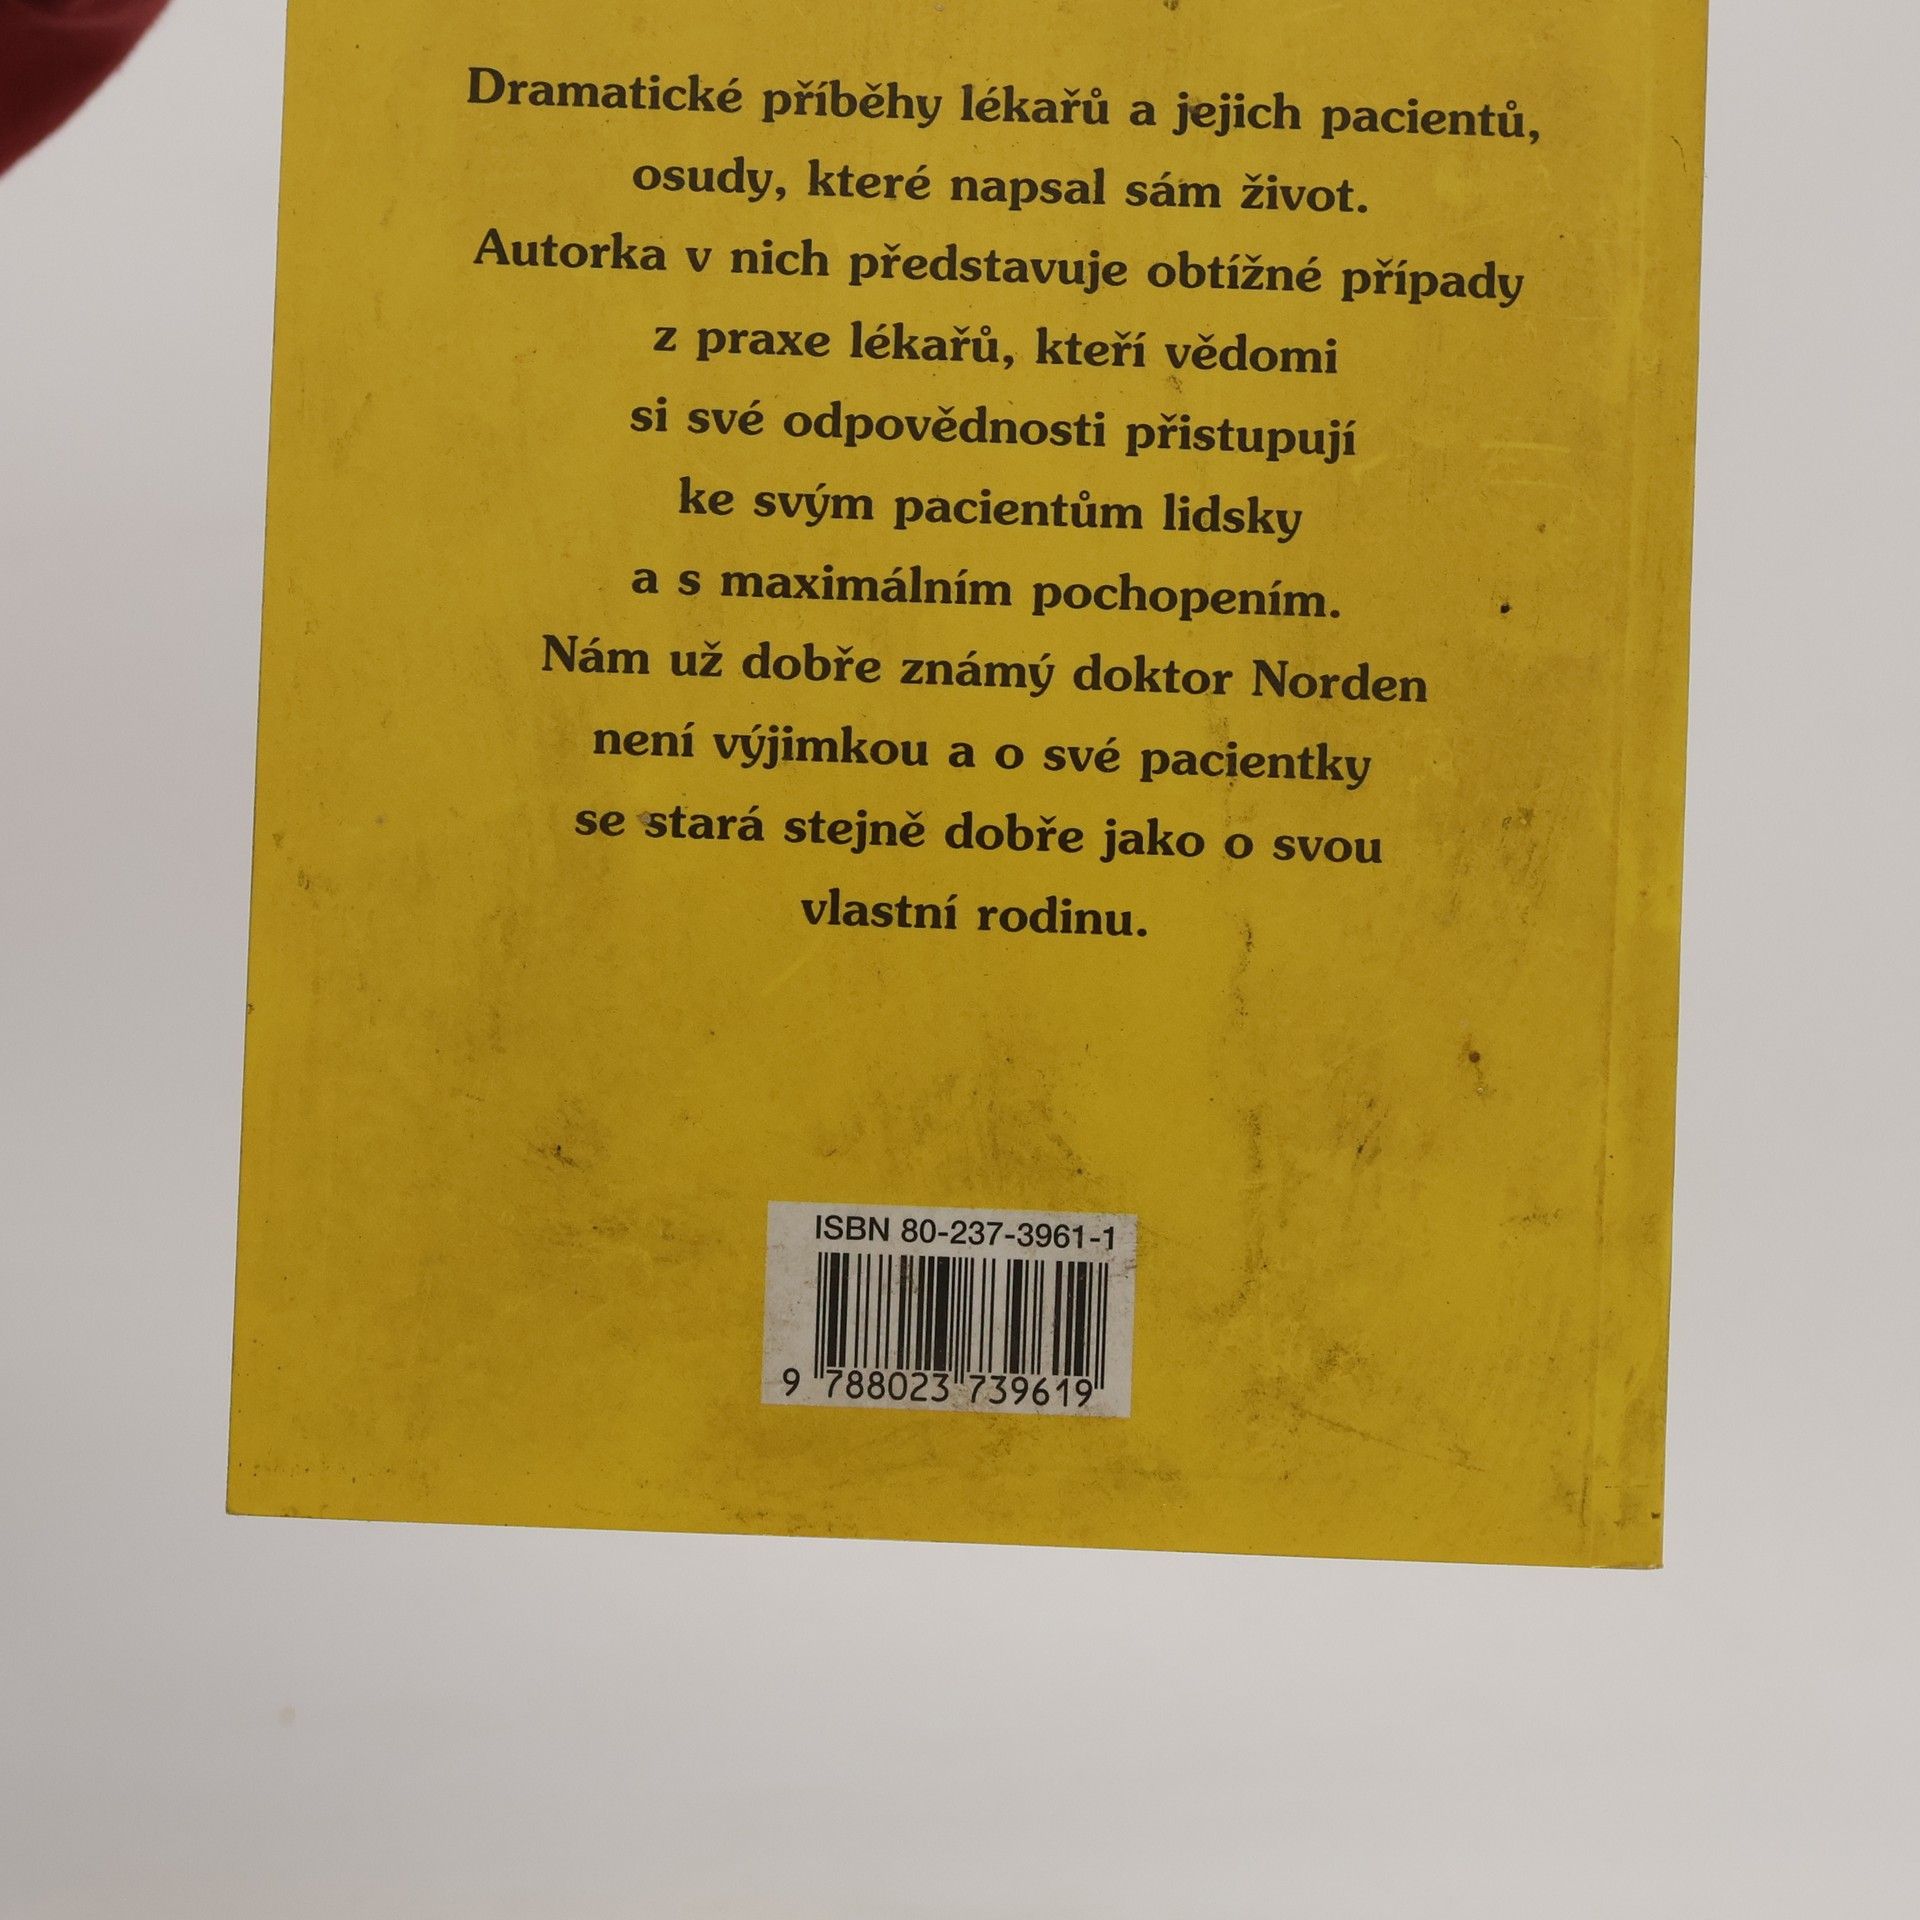 Dramatické příběhy lékařů a jejich pacientů,
osudy, které napsal sám život.
Autorka v nich představuje obtížné případy
z praxe lékařů, kteří vědomi
si své odpovědnosti přistupují
ke svým pacientům lidsky
a s maximálním pochopením.
Nám už dobře známý doktor Norden
není výjimkou a o své pacientky
se stará stejně dobře jako o svou
vlastní rodinu.
ISBN 80-237-3961-1
9 788023 739619